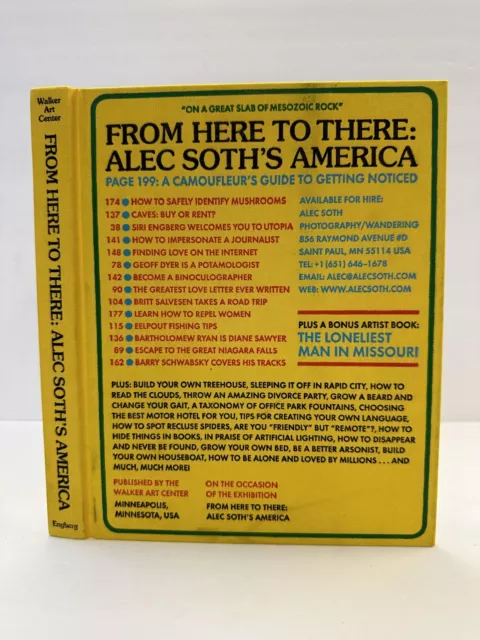 Walker
Art
Center
FROM HERE TO THERE: ALEC SOTH'S AMERICA
Engberg
"ON A GREAT SLAB OF MESOZOIC ROCK"
FROM HERE TO THERE:
ALEC SOTH'S AMERICA
PAGE 199: A CAMOUFLEUR'S GUIDE TO GETTING NOTICED
174 ● HOW TO SAFELY IDENTIFY MUSHROOMS
137 ● CAVES: BUY OR RENT?
38 ● SIRI ENGBERG WELCOMES YOU TO UTOPIA
141 ● HOW TO IMPERSONATE A JOURNALIST
148 ● FINDING LOVE ON THE INTERNET
78 ● GEOFF DYER IS A POTAMOLOGIST
142 ● BECOME A BINOCULOGRAPHER
90 ● THE GREATEST LOVE LETTER EVER WRITTEN
104 ● BRITT SALVESEN TAKES A ROAD TRIP
177 ● LEARN HOW TO REPEL WOMEN
115 ● EELPOUT FISHING TIPS
136 ● BARTHOLOMEW RYAN IS DIANE SAWYER
89 ● ESCAPE TO THE GREAT NIAGARA FALLS
162 ● BARRY SCHWABSKY COVERS HIS TRACKS
AVAILABLE FOR HIRE:
ALEC SOTH
PHOTOGRAPHY/WANDERING
856 RAYMOND AVENUE #D
SAINT PAUL, MN 55114 USA
TEL: +1 (651) 646-1678
EMAIL: ALEC@ALECSOTH.COM
WEB: WWW.ALECSOTH.COM
PLUS A BONUS ARTIST BOOK:
THE LONELIEST
MAN IN MISSOURI
PLUS: BUILD YOUR OWN TREEHOUSE, SLEEPING IT OFF IN RAPID CITY, HOW TO
READ THE CLOUDS, THROW AN AMAZING DIVORCE PARTY, GROW A BEARD AND
CHANGE YOUR GAIT, A TAXONOMY OF OFFICE PARK FOUNTAINS, CHOOSING
THE BEST MOTOR HOTEL FOR YOU, TIPS FOR CREATING YOUR OWN LANGUAGE,
HOW TO SPOT RECLUSE SPIDERS, ARE YOU "FRIENDLY" BUT "REMOTE"?, HOW TO
HIDE THINGS IN BOOKS, IN PRAISE OF ARTIFICIAL LIGHTING, HOW TO DISAPPEAR
AND NEVER BE FOUND, GROW YOUR OWN BED, BE A BETTER ARSONIST, BUILD
YOUR OWN HOUSEBOAT, HOW TO BE ALONE AND LOVED BY MILLIONS . . . AND
MUCH, MUCH MORE!
PUBLISHED BY THE
WALKER ART CENTER
MINNEAPOLIS,
MINNESOTA, USA
ON THE OCCASION
OF THE EXHIBITION
FROM HERE TO THERE:
ALEC SOTH'S AMERICA